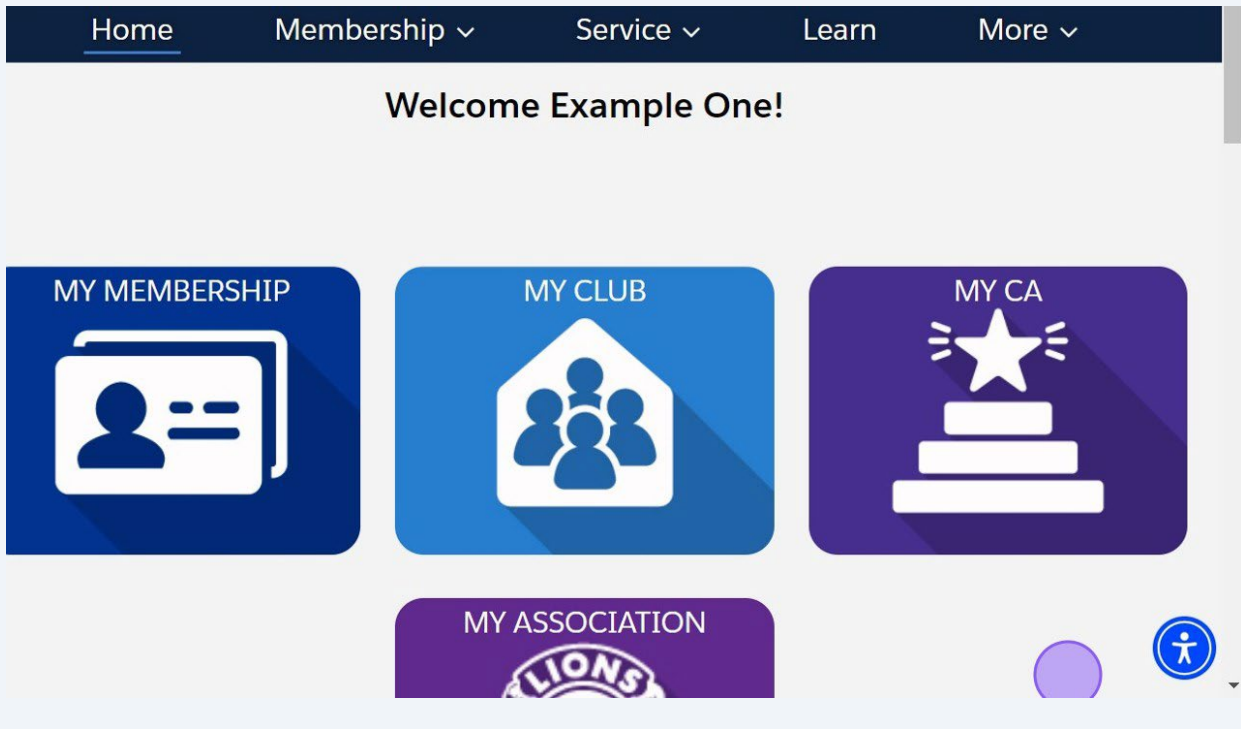 Home Membership Service Learn More
Welcome Example One!
MY MEMBERSHIP
MY CLUB
MY CA
MY ASSOCIATION
LIONS